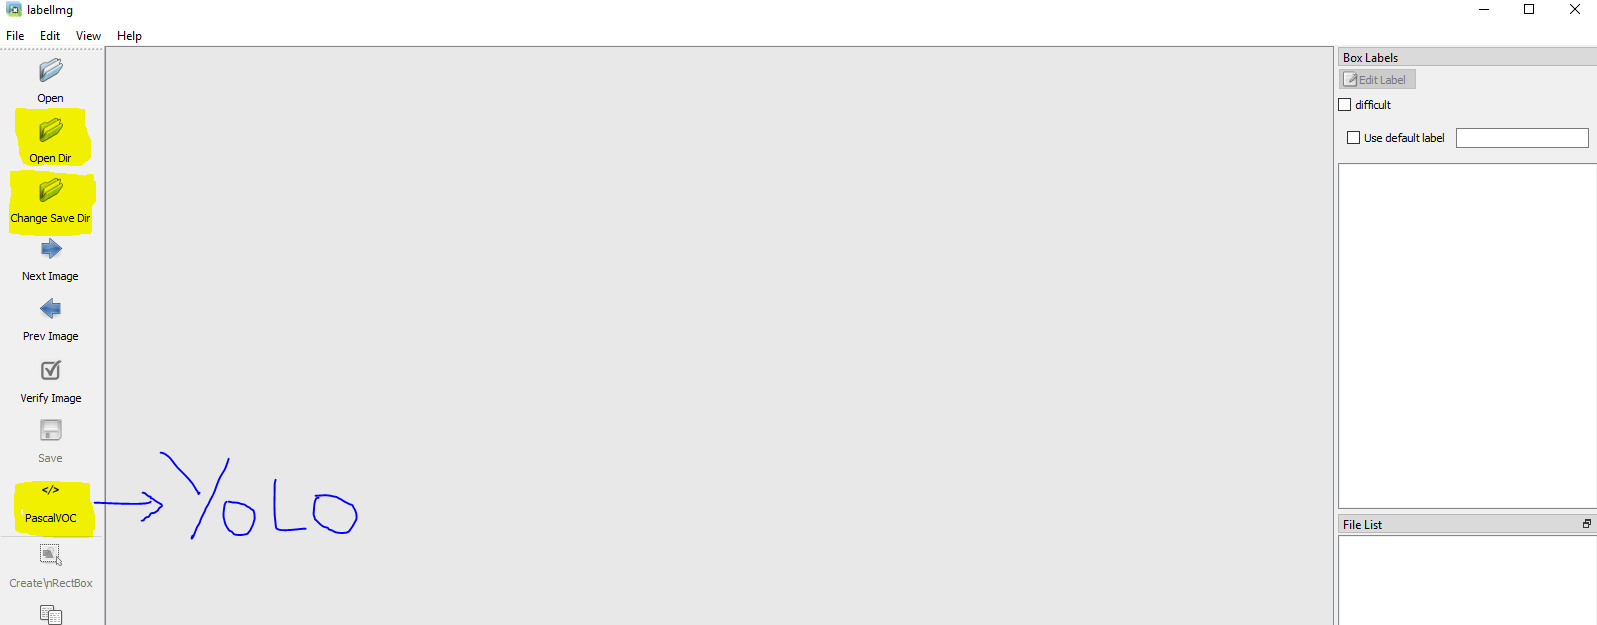 labelImg
File Edit View Help
Open
Open Dir
Change Save Dir
Next Image
Prev Image
Verify Image
Save
</>
PascalVOC
YOLO
Create\nRectBox
Box Labels
Edit Label
difficult
Use default label
File List